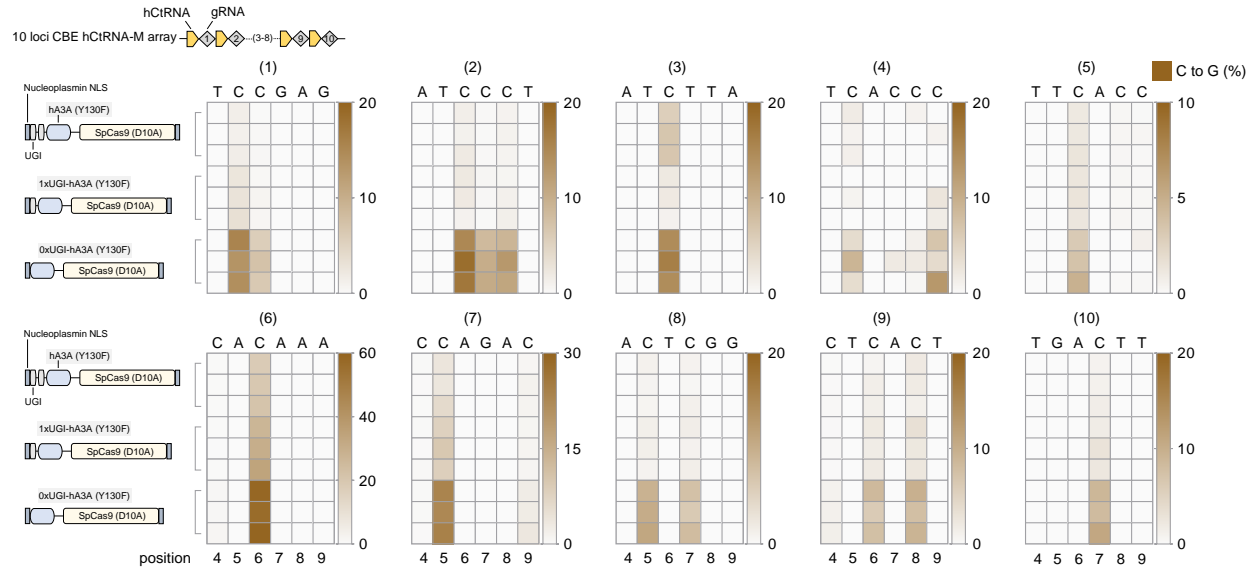 hCtRNA gRNA
10 loci CBE hCtRNA-M array 1 2 ···(3-8)··· 9 10
C to G (%)
(1) (2) (3) (4) (5)
T C C G A G A T C C C T A T C T T A T C A C C C T T C A C C
Nucleoplasmin NLS
hA3A (Y130F)
SpCas9 (D10A)
UGI
1xUGI-hA3A (Y130F)
SpCas9 (D10A)
0xUGI-hA3A (Y130F)
SpCas9 (D10A)
20 20 20 20 10
10 10 10 10 5
0 0 0 0 0
(6) (7) (8) (9) (10)
C A C A A A C C A G A C A C T C G G C T C A C T T G A C T T
Nucleoplasmin NLS
hA3A (Y130F)
SpCas9 (D10A)
UGI
1xUGI-hA3A (Y130F)
SpCas9 (D10A)
0xUGI-hA3A (Y130F)
SpCas9 (D10A)
60 30 20 20 20
40
15 10 10 10
20
0 0 0 0 0
position 4 5 6 7 8 9 4 5 6 7 8 9 4 5 6 7 8 9 4 5 6 7 8 9 4 5 6 7 8 9